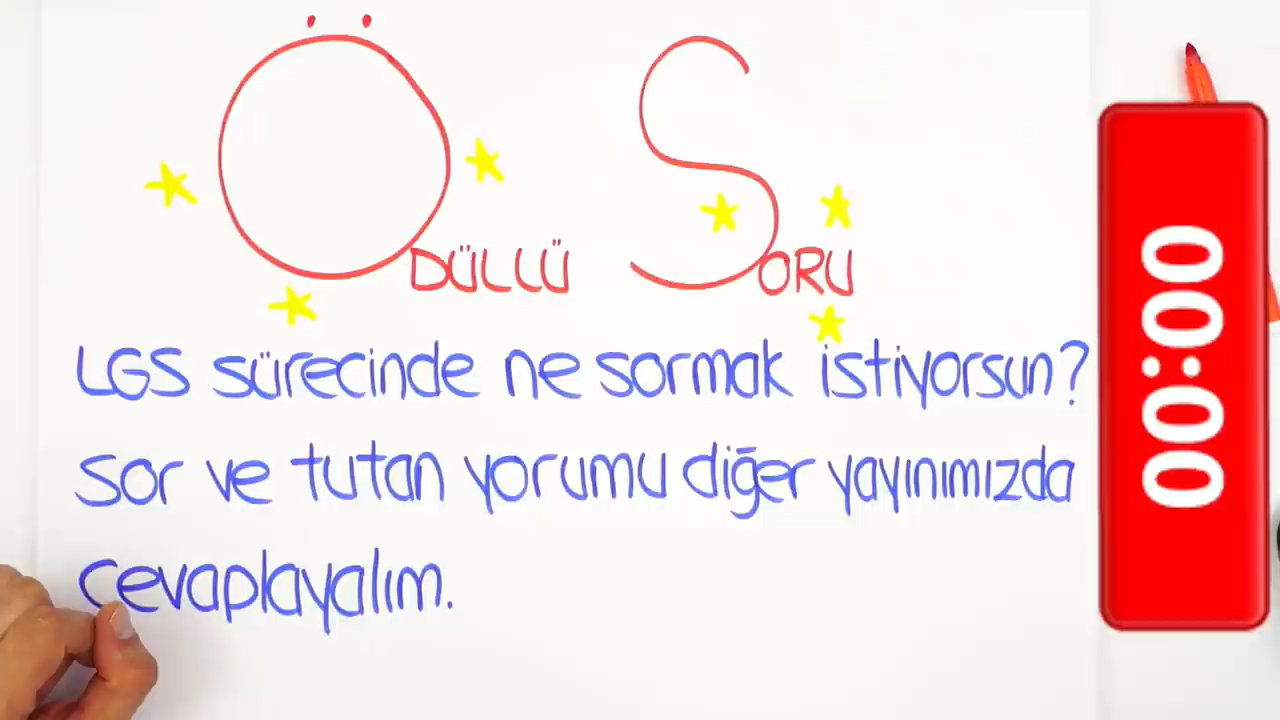 ÖDÜLLÜ SORU
LGS sürecinde ne sormak istiyorsun?
Sor ve tutan yorumu diğer yayınımızda
cevaplayalım.
00:00